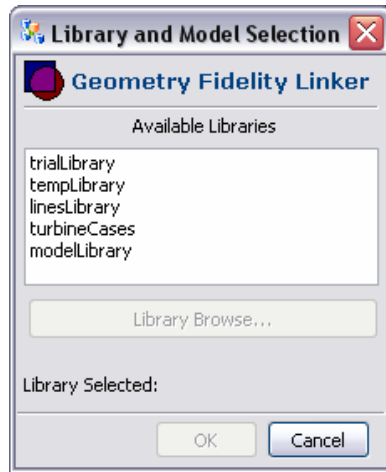 Library and Model Selection
Geometry Fidelity Linker
Available Libraries
trialLibrary
tempLibrary
linesLibrary
turbineCases
modelLibrary
Library Browse...
Library Selected:
OK
Cancel